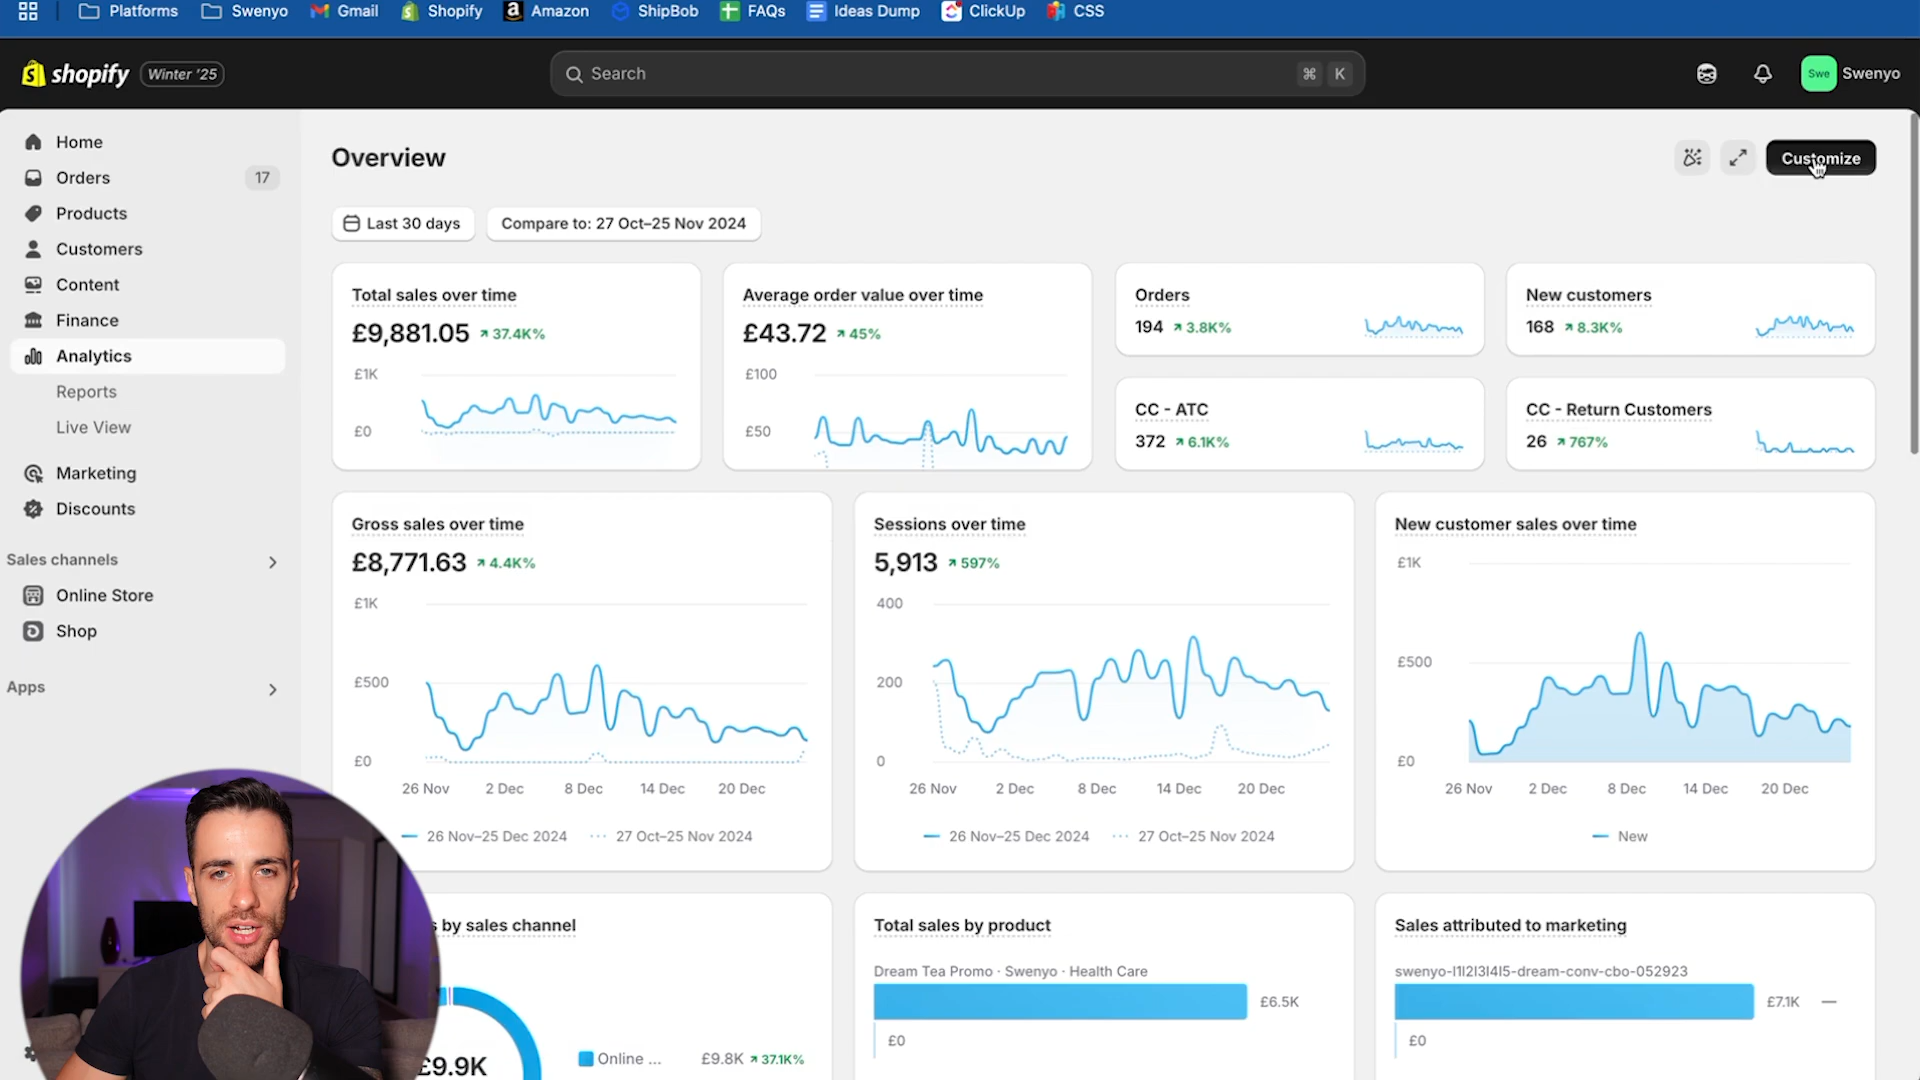 Platforms Swenyo Gmail Shopify Amazon ShipBob FAQs Ideas Dump ClickUp CSS
shopify Winter '25 Search ⌘ K Swe Swenyo
Home
Orders 17
Products
Customers
Content
Finance
Analytics
Reports
Live View
Marketing
Discounts
Sales channels
Online Store
Shop
Apps
Overview Customize
Last 30 days Compare to: 27 Oct–25 Nov 2024
Total sales over time
£9,881.05 37.4K%
£1K
£0
Average order value over time
£43.72 45%
£100
£50
Orders
194 3.8K%
New customers
168 8.3K%
CC - ATC
372 6.1K%
CC - Return Customers
26 767%
Gross sales over time
£8,771.63 4.4K%
£1K
£500
£0
26 Nov 2 Dec 8 Dec 14 Dec 20 Dec
26 Nov–25 Dec 2024 27 Oct–25 Nov 2024
Sessions over time
5,913 597%
400
200
0
26 Nov 2 Dec 8 Dec 14 Dec 20 Dec
26 Nov–25 Dec 2024 27 Oct–25 Nov 2024
New customer sales over time
£1K
£500
£0
26 Nov 2 Dec 8 Dec 14 Dec 20 Dec
New
by sales channel
£9.9K
Online ... £9.8K 37.1K%
Total sales by product
Dream Tea Promo · Swenyo · Health Care
£6.5K
£0
Sales attributed to marketing
swenyo-l1l2l3l4l5-dream-conv-cbo-052923
£7.1K —
£0